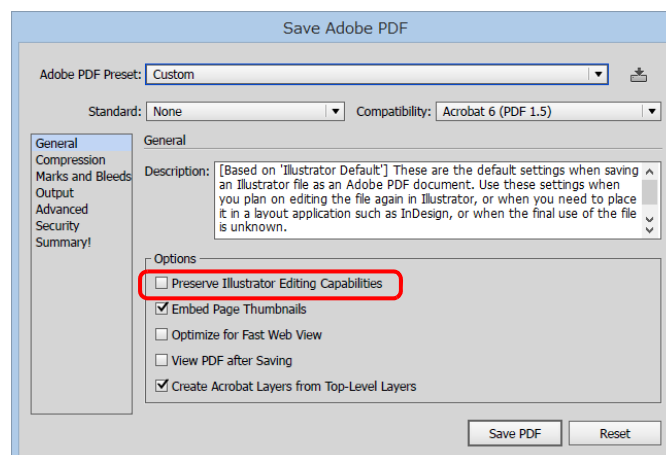 Save Adobe PDF
Adobe PDF Preset: Custom
Standard: None Compatibility: Acrobat 6 (PDF 1.5)
General
Compression
Marks and Bleeds
Output
Advanced
Security
Summary!
General
Description: [Based on 'Illustrator Default'] These are the default settings when saving
an Illustrator file as an Adobe PDF document. Use these settings when
you plan on editing the file again in Illustrator, or when you need to place
it in a layout application such as InDesign, or when the final use of the file
is unknown.
Options
Preserve Illustrator Editing Capabilities
Embed Page Thumbnails
Optimize for Fast Web View
View PDF after Saving
Create Acrobat Layers from Top-Level Layers
Save PDF Reset